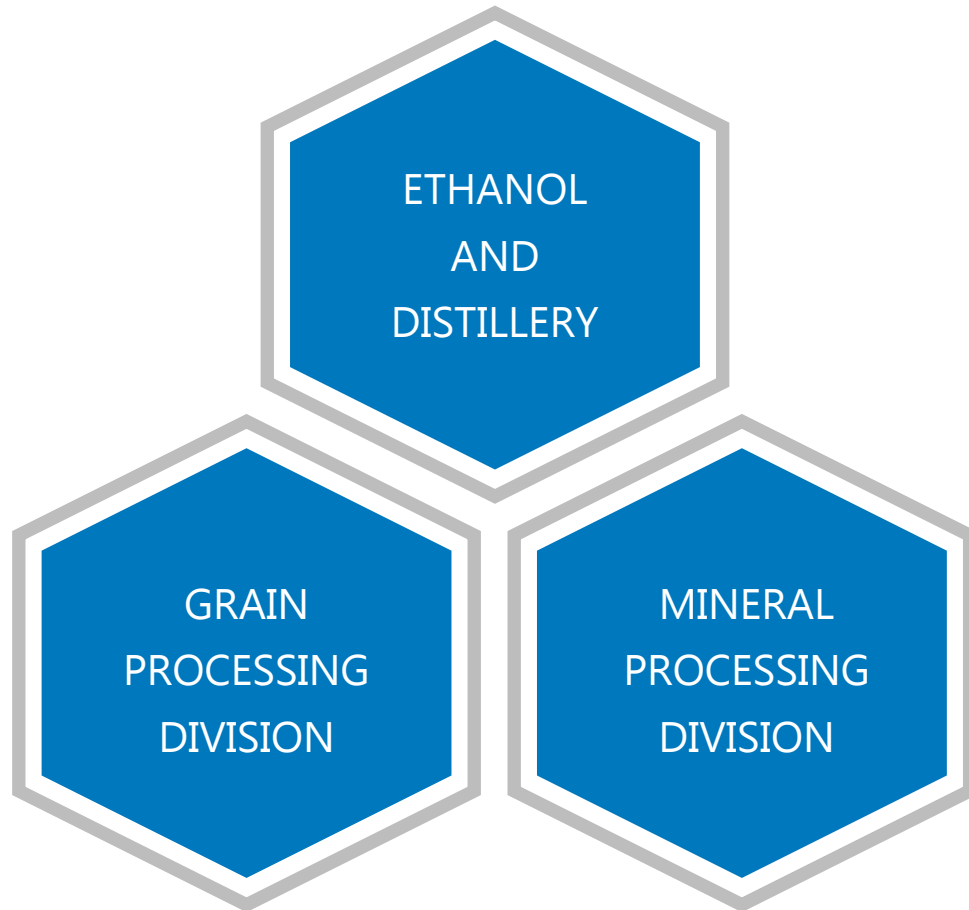 ETHANOL
AND
DISTILLERY
GRAIN
PROCESSING
DIVISION
MINERAL
PROCESSING
DIVISION